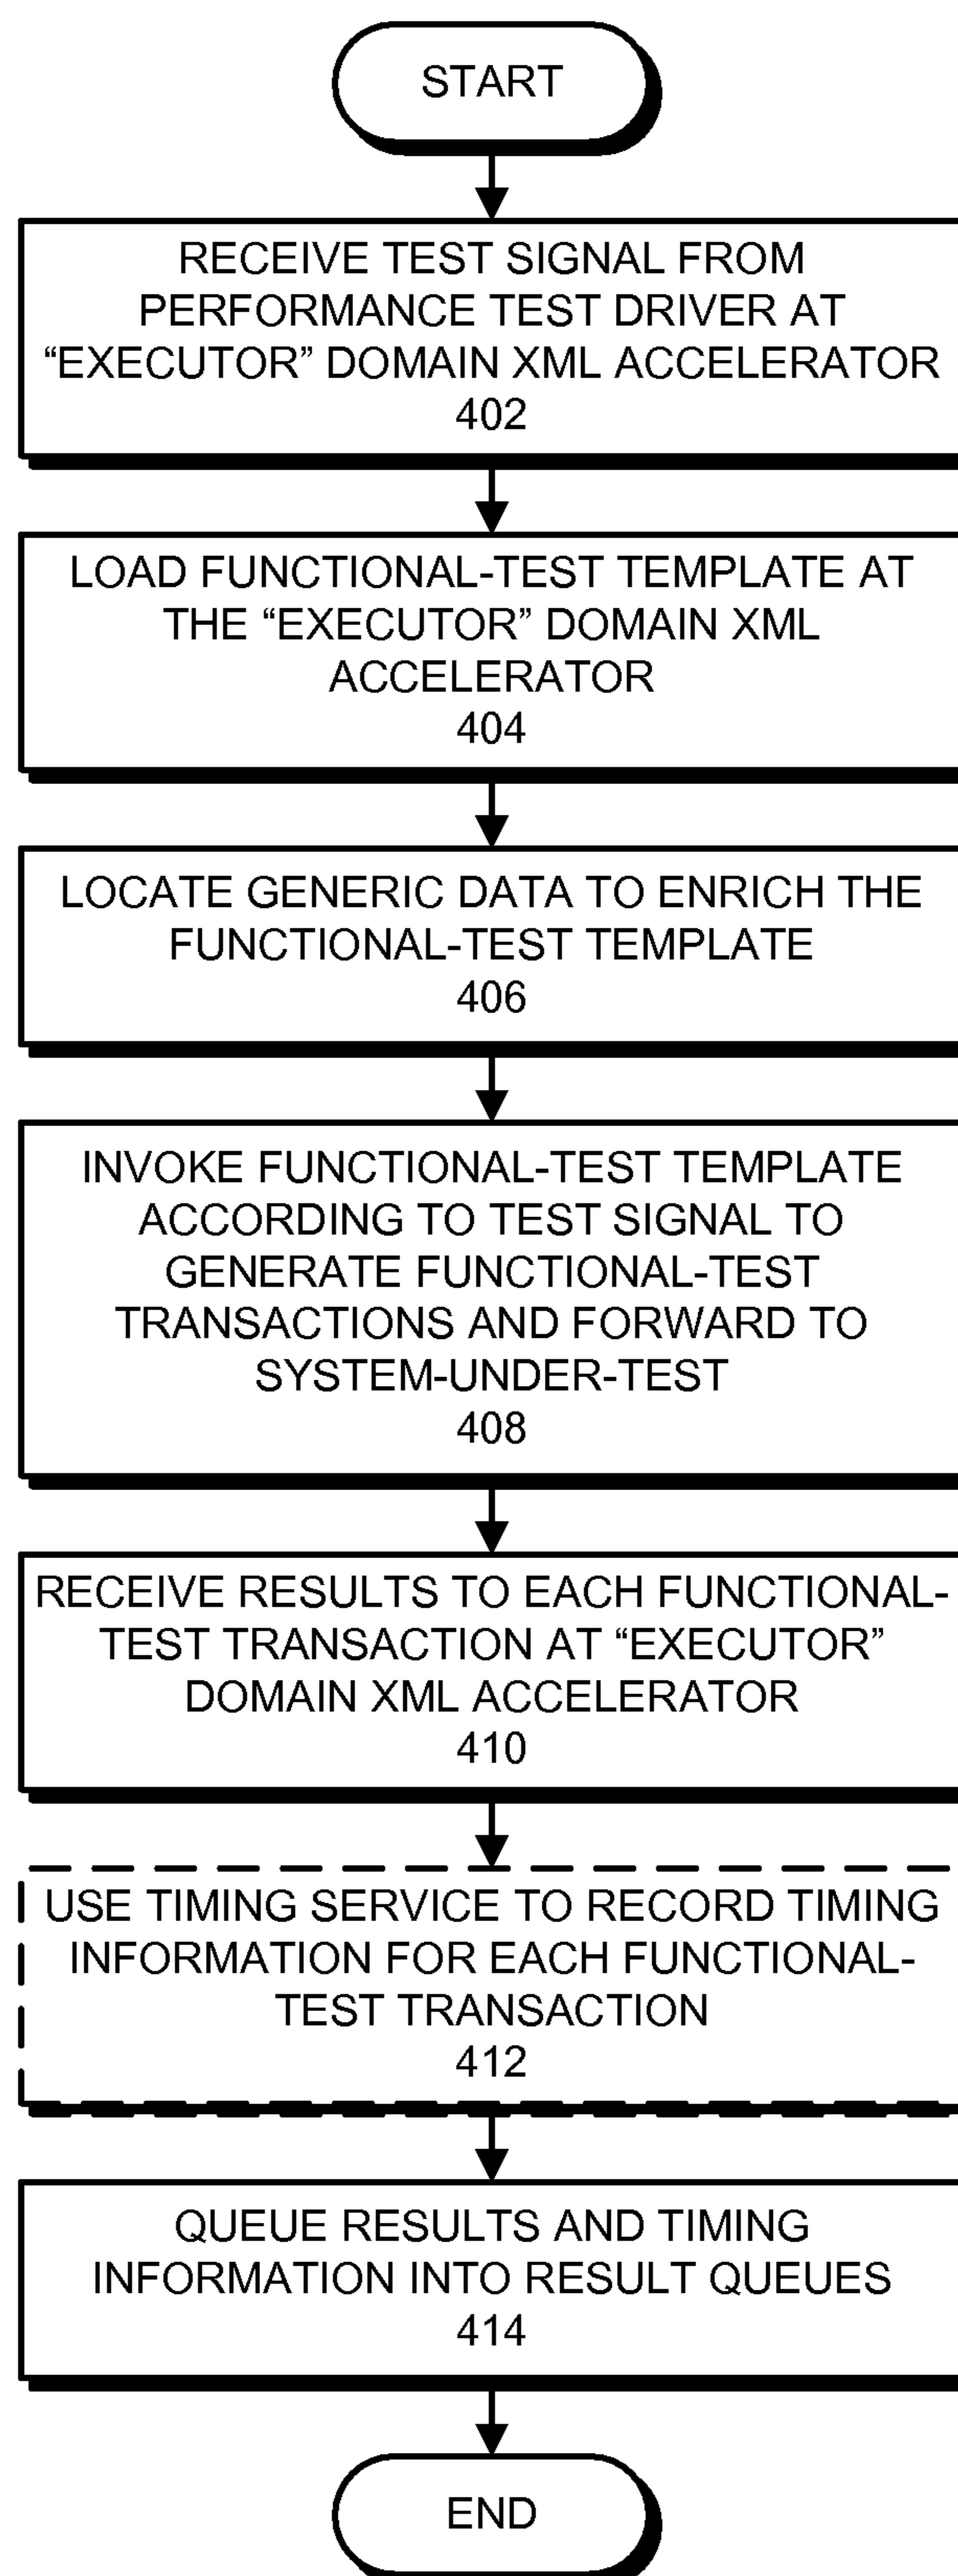 START
RECEIVE TEST SIGNAL FROM
PERFORMANCE TEST DRIVER AT
“EXECUTOR” DOMAIN XML ACCELERATOR
402
LOAD FUNCTIONAL-TEST TEMPLATE AT
THE “EXECUTOR” DOMAIN XML
ACCELERATOR
404
LOCATE GENERIC DATA TO ENRICH THE
FUNCTIONAL-TEST TEMPLATE
406
INVOKE FUNCTIONAL-TEST TEMPLATE
ACCORDING TO TEST SIGNAL TO
GENERATE FUNCTIONAL-TEST
TRANSACTIONS AND FORWARD TO
SYSTEM-UNDER-TEST
408
RECEIVE RESULTS TO EACH FUNCTIONAL-
TEST TRANSACTION AT “EXECUTOR”
DOMAIN XML ACCELERATOR
410
USE TIMING SERVICE TO RECORD TIMING
INFORMATION FOR EACH FUNCTIONAL-
TEST TRANSACTION
412
QUEUE RESULTS AND TIMING
INFORMATION INTO RESULT QUEUES
414
END